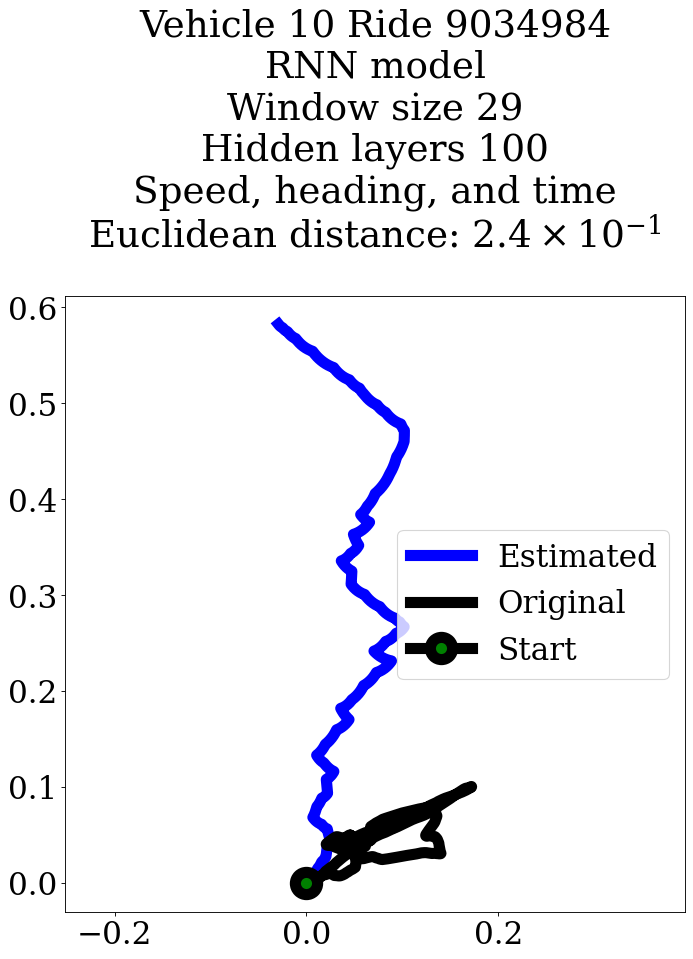 Vehicle 10 Ride 9034984
RNN model
Window size 29
Hidden layers 100
Speed, heading, and time
Euclidean distance: 2.4 × 10⁻¹
0.6
0.5
0.4
0.3
0.2
0.1
0.0
Estimated
Original
Start
−0.2 0.0 0.2